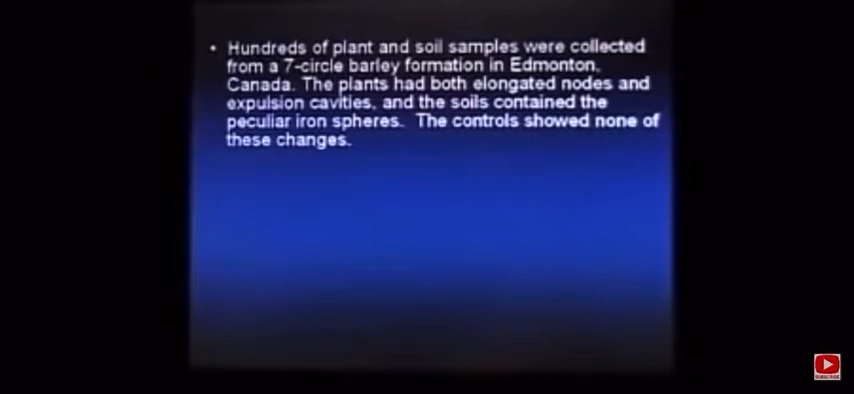 • Hundreds of plant and soil samples were collected
from a 7-circle barley formation in Edmonton,
Canada. The plants had both elongated nodes and
expulsion cavities, and the soils contained the
peculiar iron spheres. The controls showed none of
these changes.
SUBSCRIBE